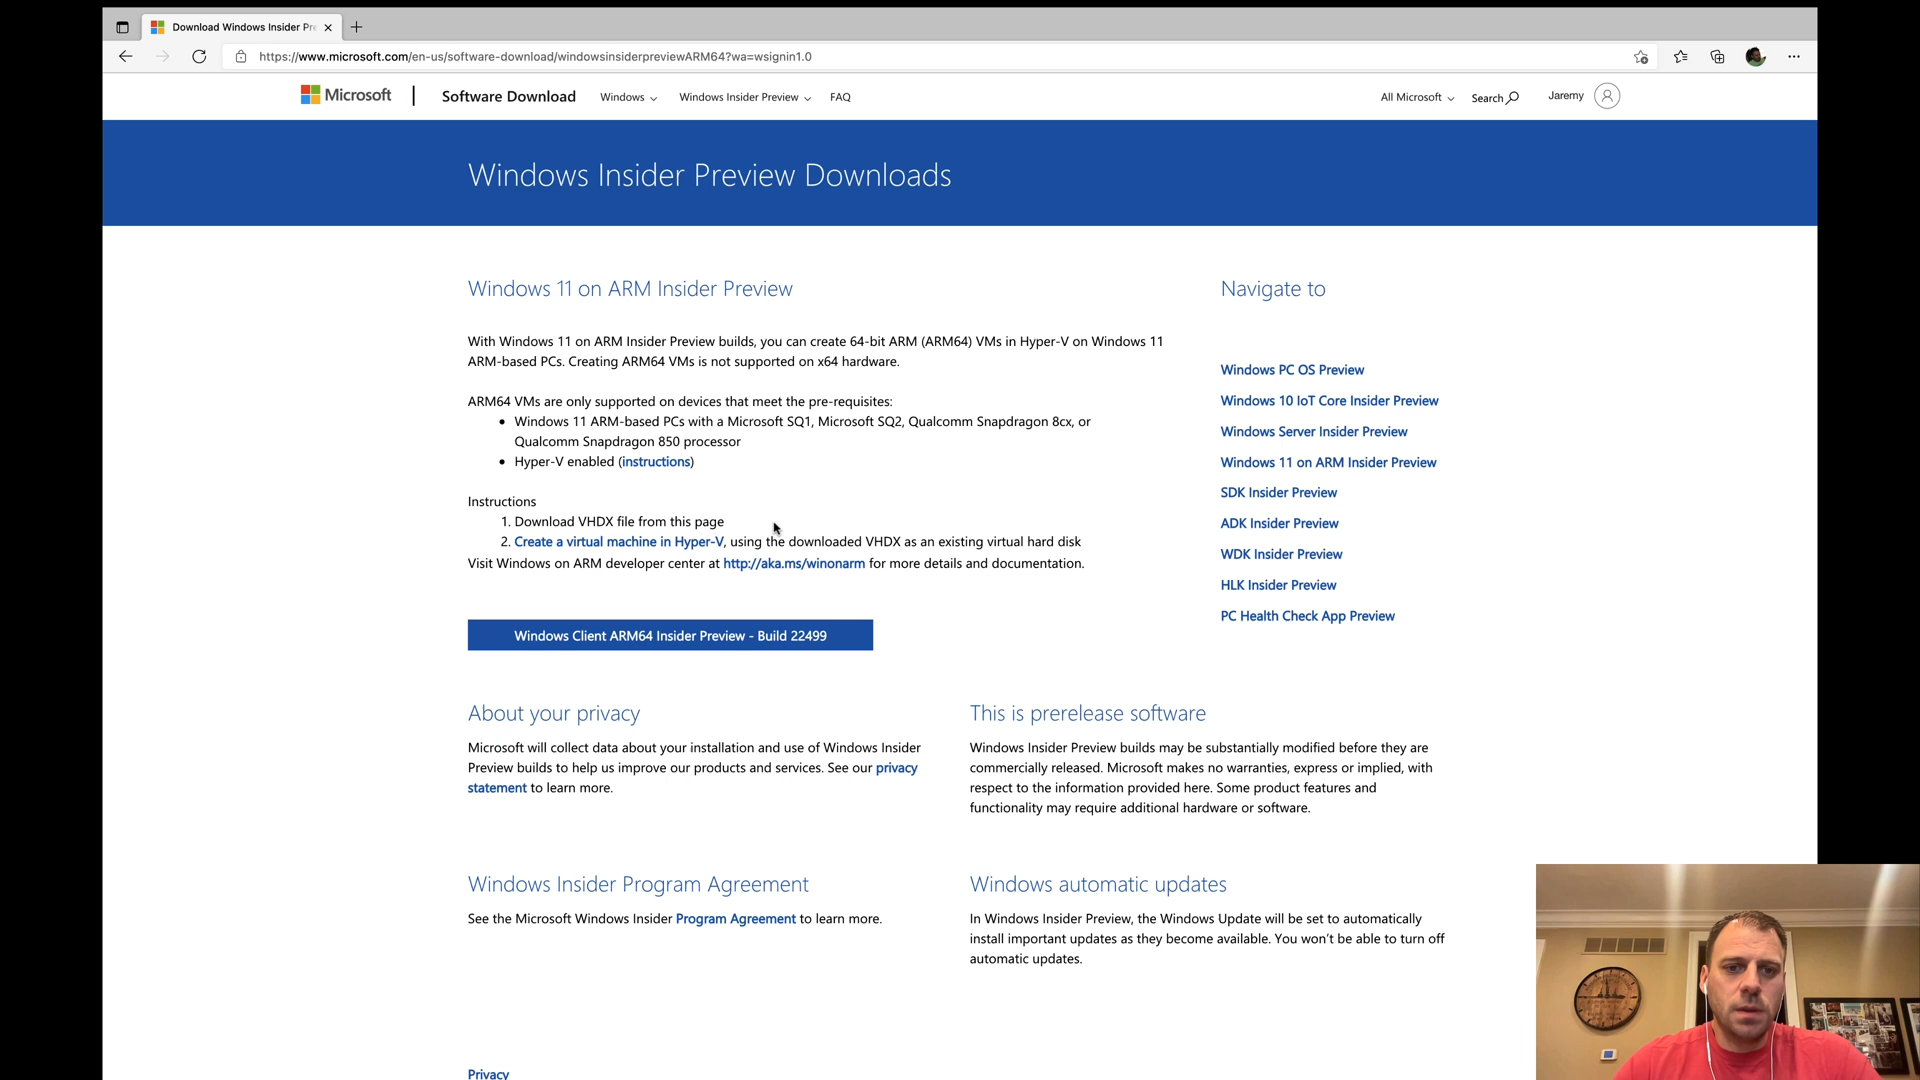 Download Windows Insider Pre
https://www.microsoft.com/en-us/software-download/windowsinsiderpreviewARM64?wa=wsignin1.0
Microsoft
Software Download
Windows
Windows Insider Preview
FAQ
All Microsoft
Search
Jaremy
Windows Insider Preview Downloads
Windows 11 on ARM Insider Preview
With Windows 11 on ARM Insider Preview builds, you can create 64-bit ARM (ARM64) VMs in Hyper-V on Windows 11
ARM-based PCs. Creating ARM64 VMs is not supported on x64 hardware.
ARM64 VMs are only supported on devices that meet the pre-requisites:
• Windows 11 ARM-based PCs with a Microsoft SQ1, Microsoft SQ2, Qualcomm Snapdragon 8cx, or
Qualcomm Snapdragon 850 processor
• Hyper-V enabled (instructions)
Instructions
1. Download VHDX file from this page
2. Create a virtual machine in Hyper-V, using the downloaded VHDX as an existing virtual hard disk
Visit Windows on ARM developer center at http://aka.ms/winonarm for more details and documentation.
Windows Client ARM64 Insider Preview - Build 22499
Navigate to
Windows PC OS Preview
Windows 10 IoT Core Insider Preview
Windows Server Insider Preview
Windows 11 on ARM Insider Preview
SDK Insider Preview
ADK Insider Preview
WDK Insider Preview
HLK Insider Preview
PC Health Check App Preview
About your privacy
Microsoft will collect data about your installation and use of Windows Insider
Preview builds to help us improve our products and services. See our privacy
statement to learn more.
This is prerelease software
Windows Insider Preview builds may be substantially modified before they are
commercially released. Microsoft makes no warranties, express or implied, with
respect to the information provided here. Some product features and
functionality may require additional hardware or software.
Windows Insider Program Agreement
See the Microsoft Windows Insider Program Agreement to learn more.
Windows automatic updates
In Windows Insider Preview, the Windows Update will be set to automatically
install important updates as they become available. You won't be able to turn off
automatic updates.
Privacy